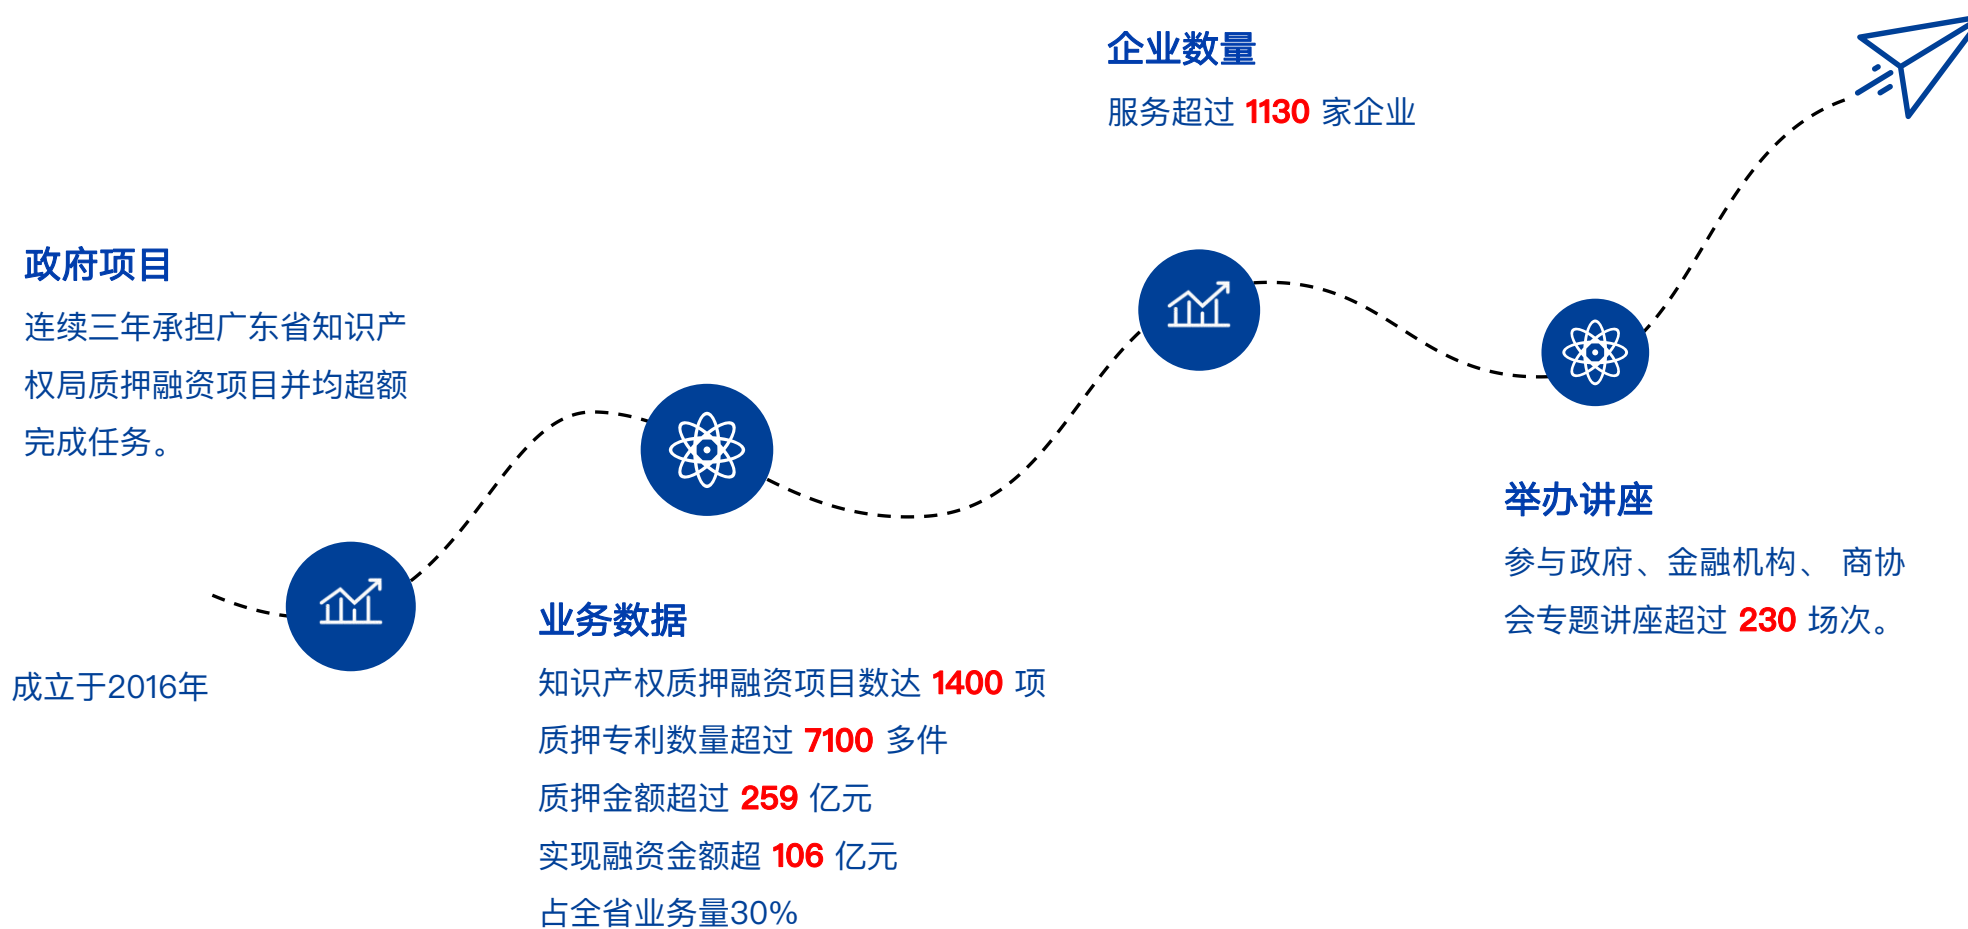 企业数量
服务超过 1130 家企业
政府项目
连续三年承担广东省知识产
权局质押融资项目并均超额
完成任务。
成立于2016年
业务数据
知识产权质押融资项目数达 1400 项
质押专利数量超过 7100 多件
质押金额超过 259 亿元
实现融资金额超 106 亿元
占全省业务量30%
举办讲座
参与政府、金融机构、 商协
会专题讲座超过 230 场次。